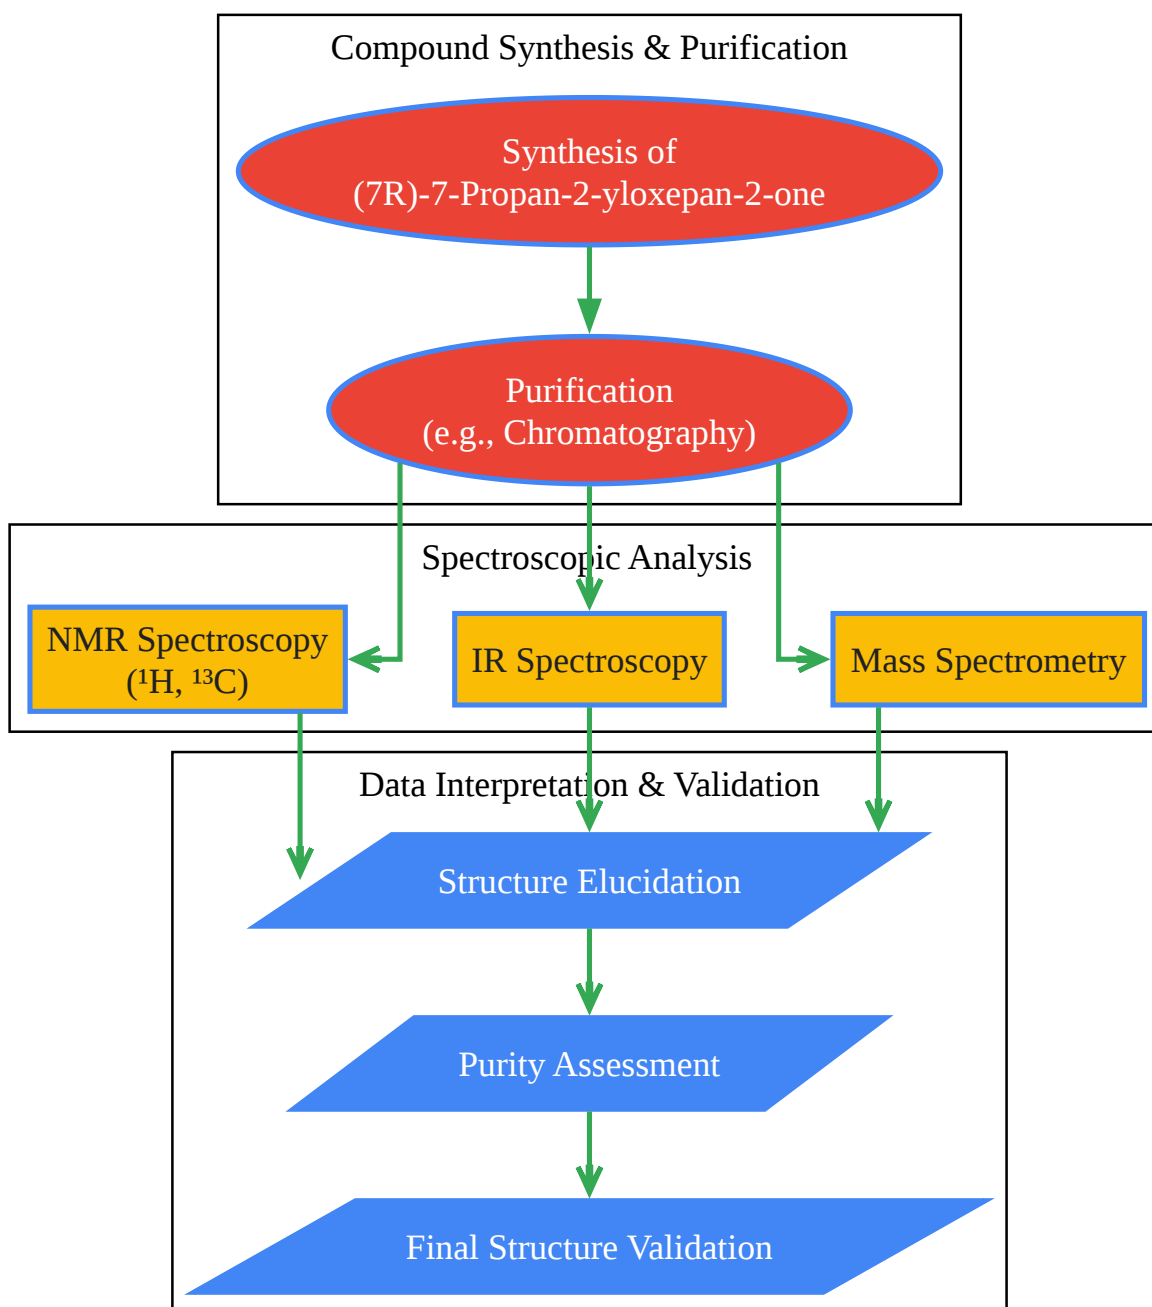 Compound Synthesis & Purification
Synthesis of
(7R)-7-Propan-2-yloxepan-2-one
Purification
(e.g., Chromatography)
Spectroscopic Analysis
NMR Spectroscopy
(¹H, ¹³C)
IR Spectroscopy
Mass Spectrometry
Data Interpretation & Validation
Structure Elucidation
Purity Assessment
Final Structure Validation